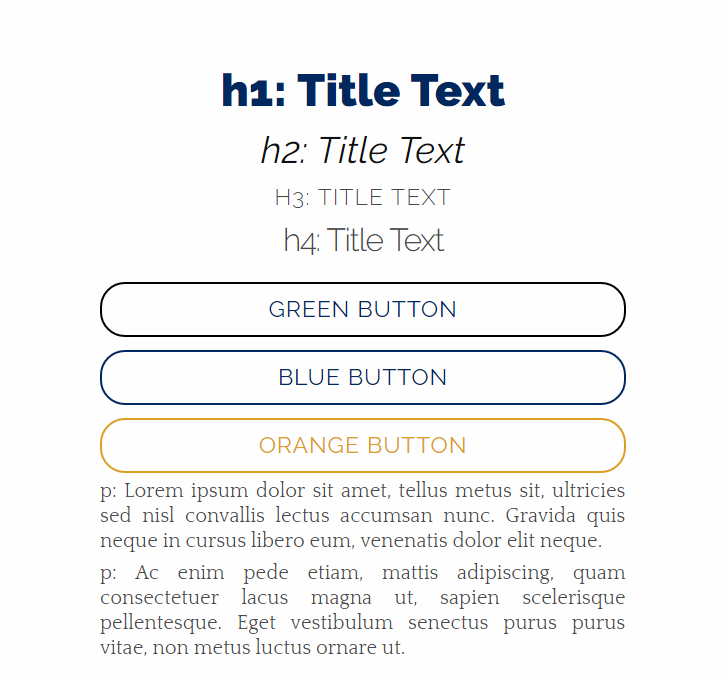 h1: Title Text
h2: Title Text
H3: TITLE TEXT
h4: Title Text
GREEN BUTTON
BLUE BUTTON
ORANGE BUTTON
p: Lorem ipsum dolor sit amet, tellus metus sit, ultricies
sed nisl convallis lectus accumsan nunc. Gravida quis
neque in cursus libero eum, venenatis dolor elit neque.
p: Ac enim pede etiam, mattis adipiscing, quam
consectetuer lacus magna ut, sapien scelerisque
pellentesque. Eget vestibulum senectus purus purus
vitae, non metus luctus ornare ut.